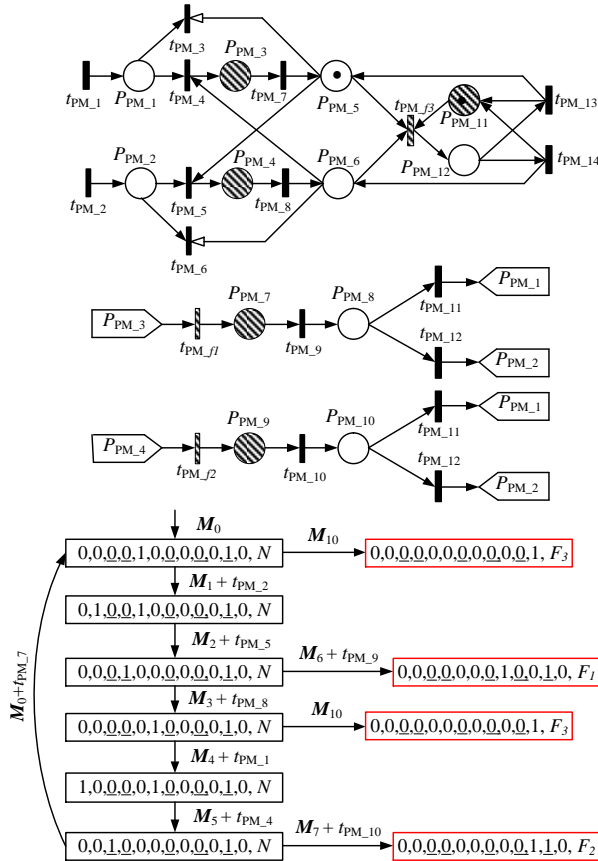 t_PM_3
P_PM_3
t_PM_1 P_PM_1 t_PM_4 t_PM_7 P_PM_5 t_PM_f3 P_PM_11 t_PM_13
P_PM_2 P_PM_4 P_PM_6 P_PM_12 t_PM_14
t_PM_2 t_PM_5 t_PM_8
t_PM_6
P_PM_7 P_PM_8 P_PM_1
t_PM_11
P_PM_3 t_PM_f1 t_PM_9 t_PM_12
P_PM_2
P_PM_9 P_PM_10 P_PM_1
t_PM_11
P_PM_4 t_PM_f2 t_PM_10 t_PM_12
P_PM_2
M_0
M_10
0,0,0,0,1,0,0,0,0,0,1,0, N
0,0,0,0,0,0,0,0,0,0,0,1, F_3
M_1 + t_PM_2
0,1,0,0,1,0,0,0,0,0,1,0, N
M_2 + t_PM_5
M_6 + t_PM_9
0,0,0,1,0,0,0,0,0,0,1,0, N
0,0,0,0,0,0,0,1,0,0,1,0, F_1
M_0+t_PM_7
M_3 + t_PM_8
M_10
0,0,0,0,0,1,0,0,0,0,1,0, N
0,0,0,0,0,0,0,0,0,0,0,1, F_3
M_4 + t_PM_1
1,0,0,0,0,1,0,0,0,0,1,0, N
M_5 + t_PM_4
M_7 + t_PM_10
0,0,1,0,0,0,0,0,0,0,1,0, N
0,0,0,0,0,0,0,0,0,1,1,0, F_2